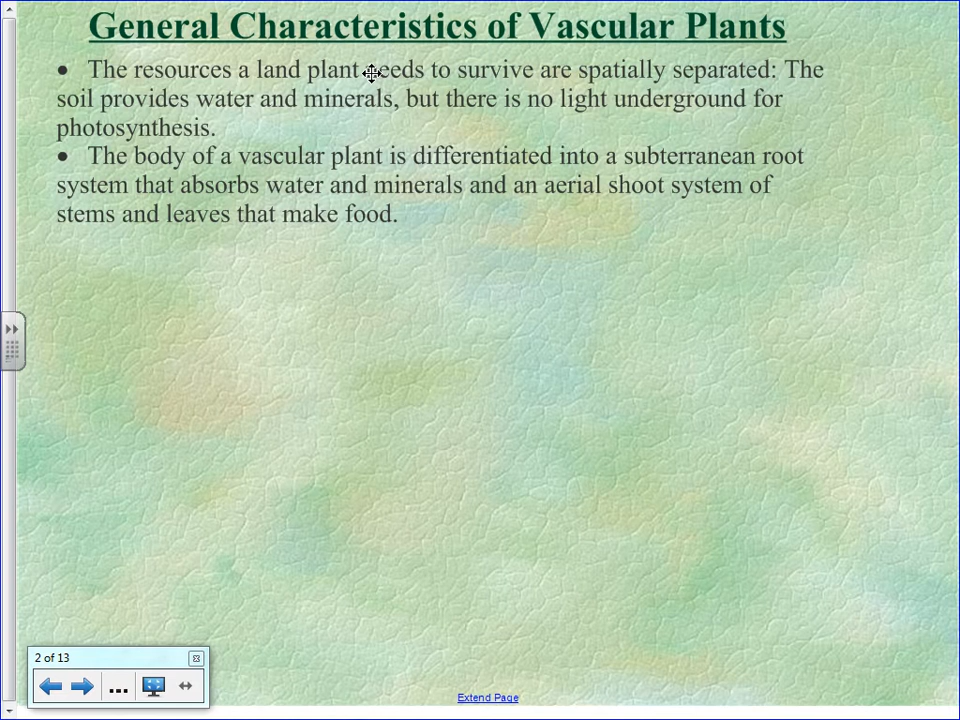 General Characteristics of Vascular Plants
• The resources a land plant needs to survive are spatially separated: The
soil provides water and minerals, but there is no light underground for
photosynthesis.
• The body of a vascular plant is differentiated into a subterranean root
system that absorbs water and minerals and an aerial shoot system of
stems and leaves that make food.
2 of 13
...
Extend Page